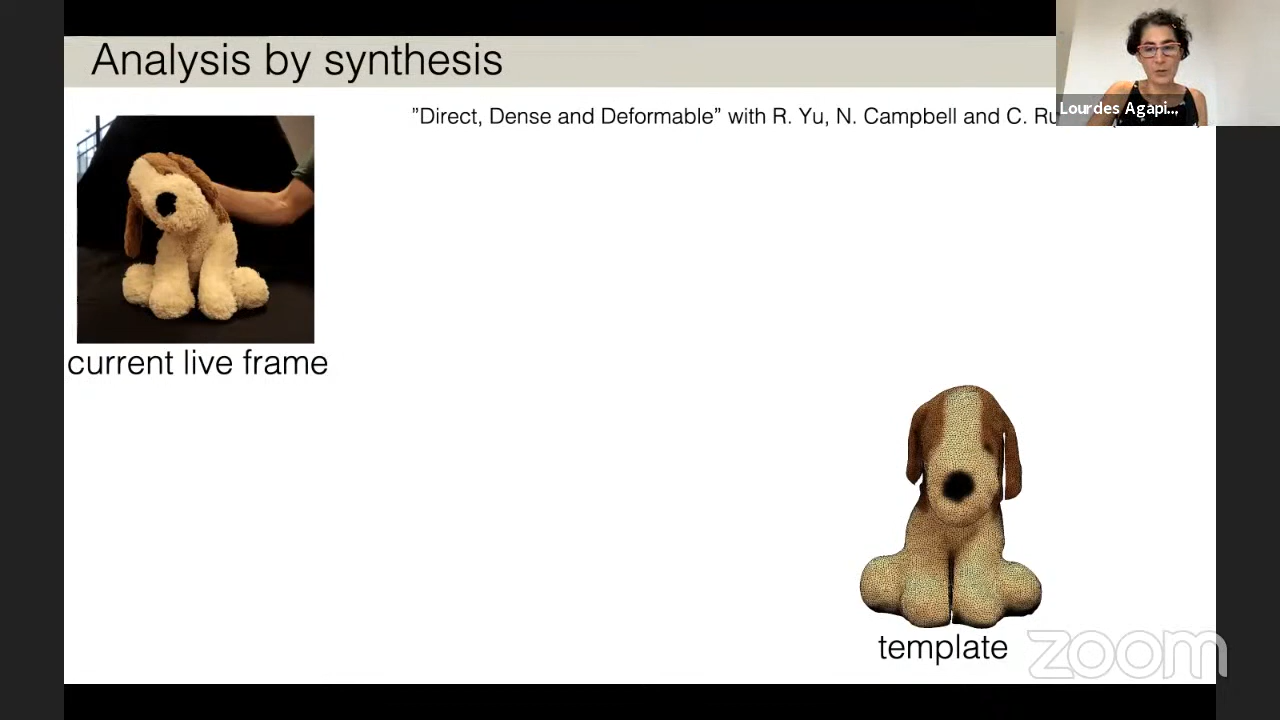 Analysis by synthesis
"Direct, Dense and Deformable" with R. Yu, N. Campbell and C. Ru
Lourdes Agapi...
current live frame
template
zoom